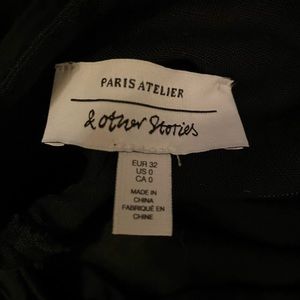 PARIS ATELIER
& other Stories
EUR 32
US 0
CA 0
MADE IN
CHINA
FABRIQUÉ EN
CHINE